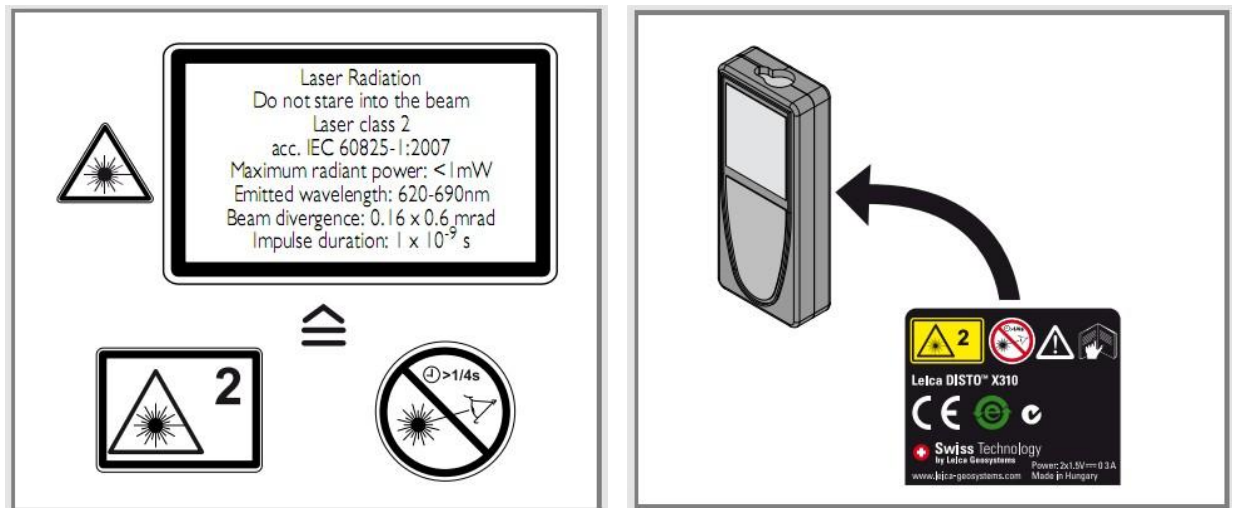 Laser Radiation
Do not stare into the beam
Laser class 2
acc. IEC 60825-1:2007
Maximum radiant power: <1mW
Emitted wavelength: 620-690nm
Beam divergence: 0.16 x 0.6 mrad
Impulse duration: 1 x 10⁻⁹ s
2
>1/4s
2
>1/4s
Leica DISTO™ X310
CE e
Swiss Technology
by Leica Geosystems
Power: 2x1.5V⎓0.3A
www.leica-geosystems.com Made in Hungary